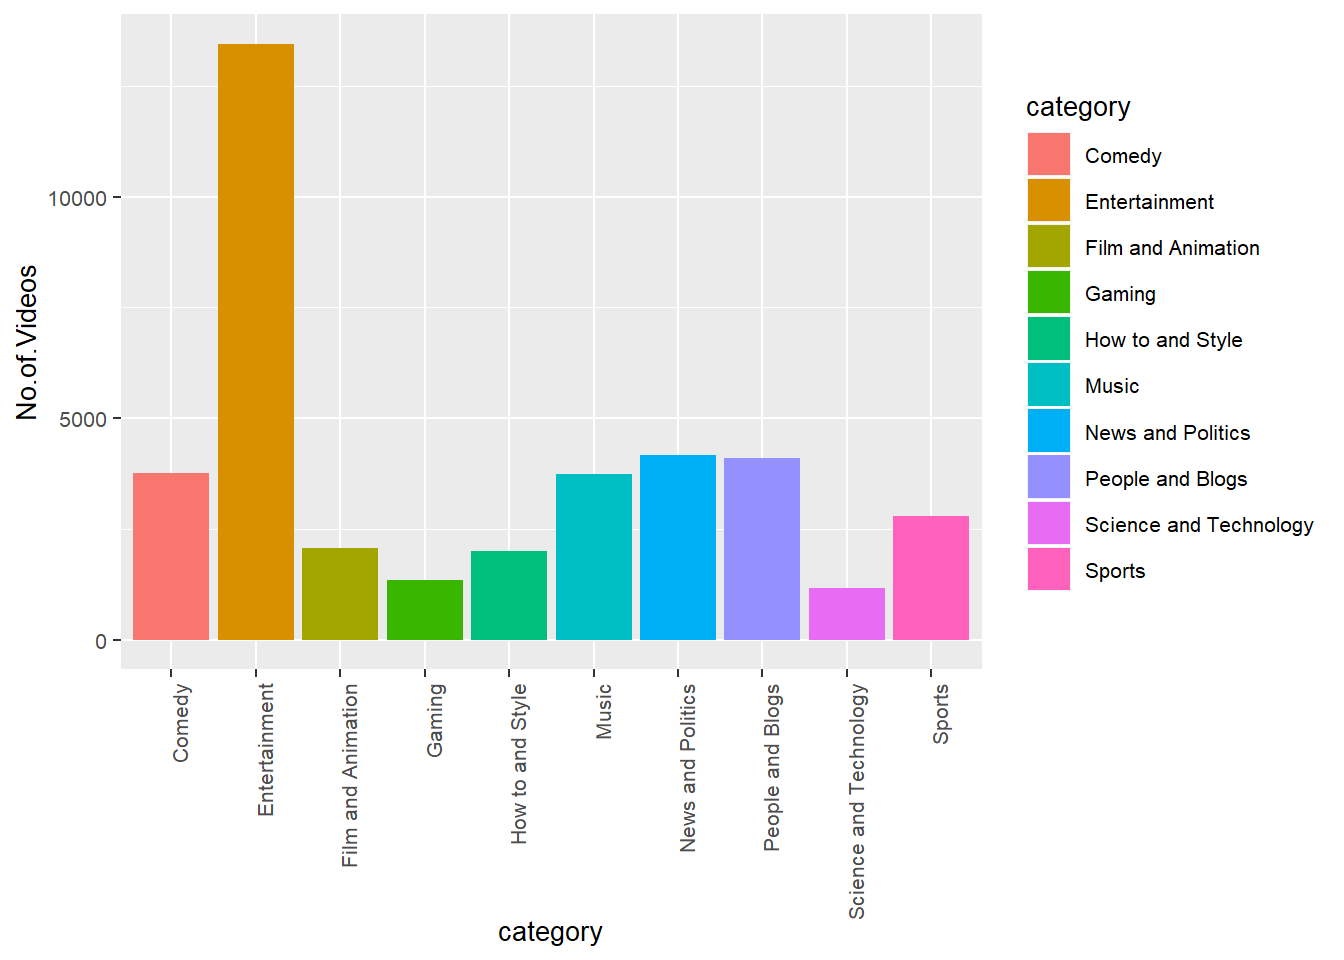 No.of.Videos
10000
5000
0
Comedy
Entertainment
Film and Animation
Gaming
How to and Style
Music
News and Politics
People and Blogs
Science and Technology
Sports
category
category
Comedy
Entertainment
Film and Animation
Gaming
How to and Style
Music
News and Politics
People and Blogs
Science and Technology
Sports